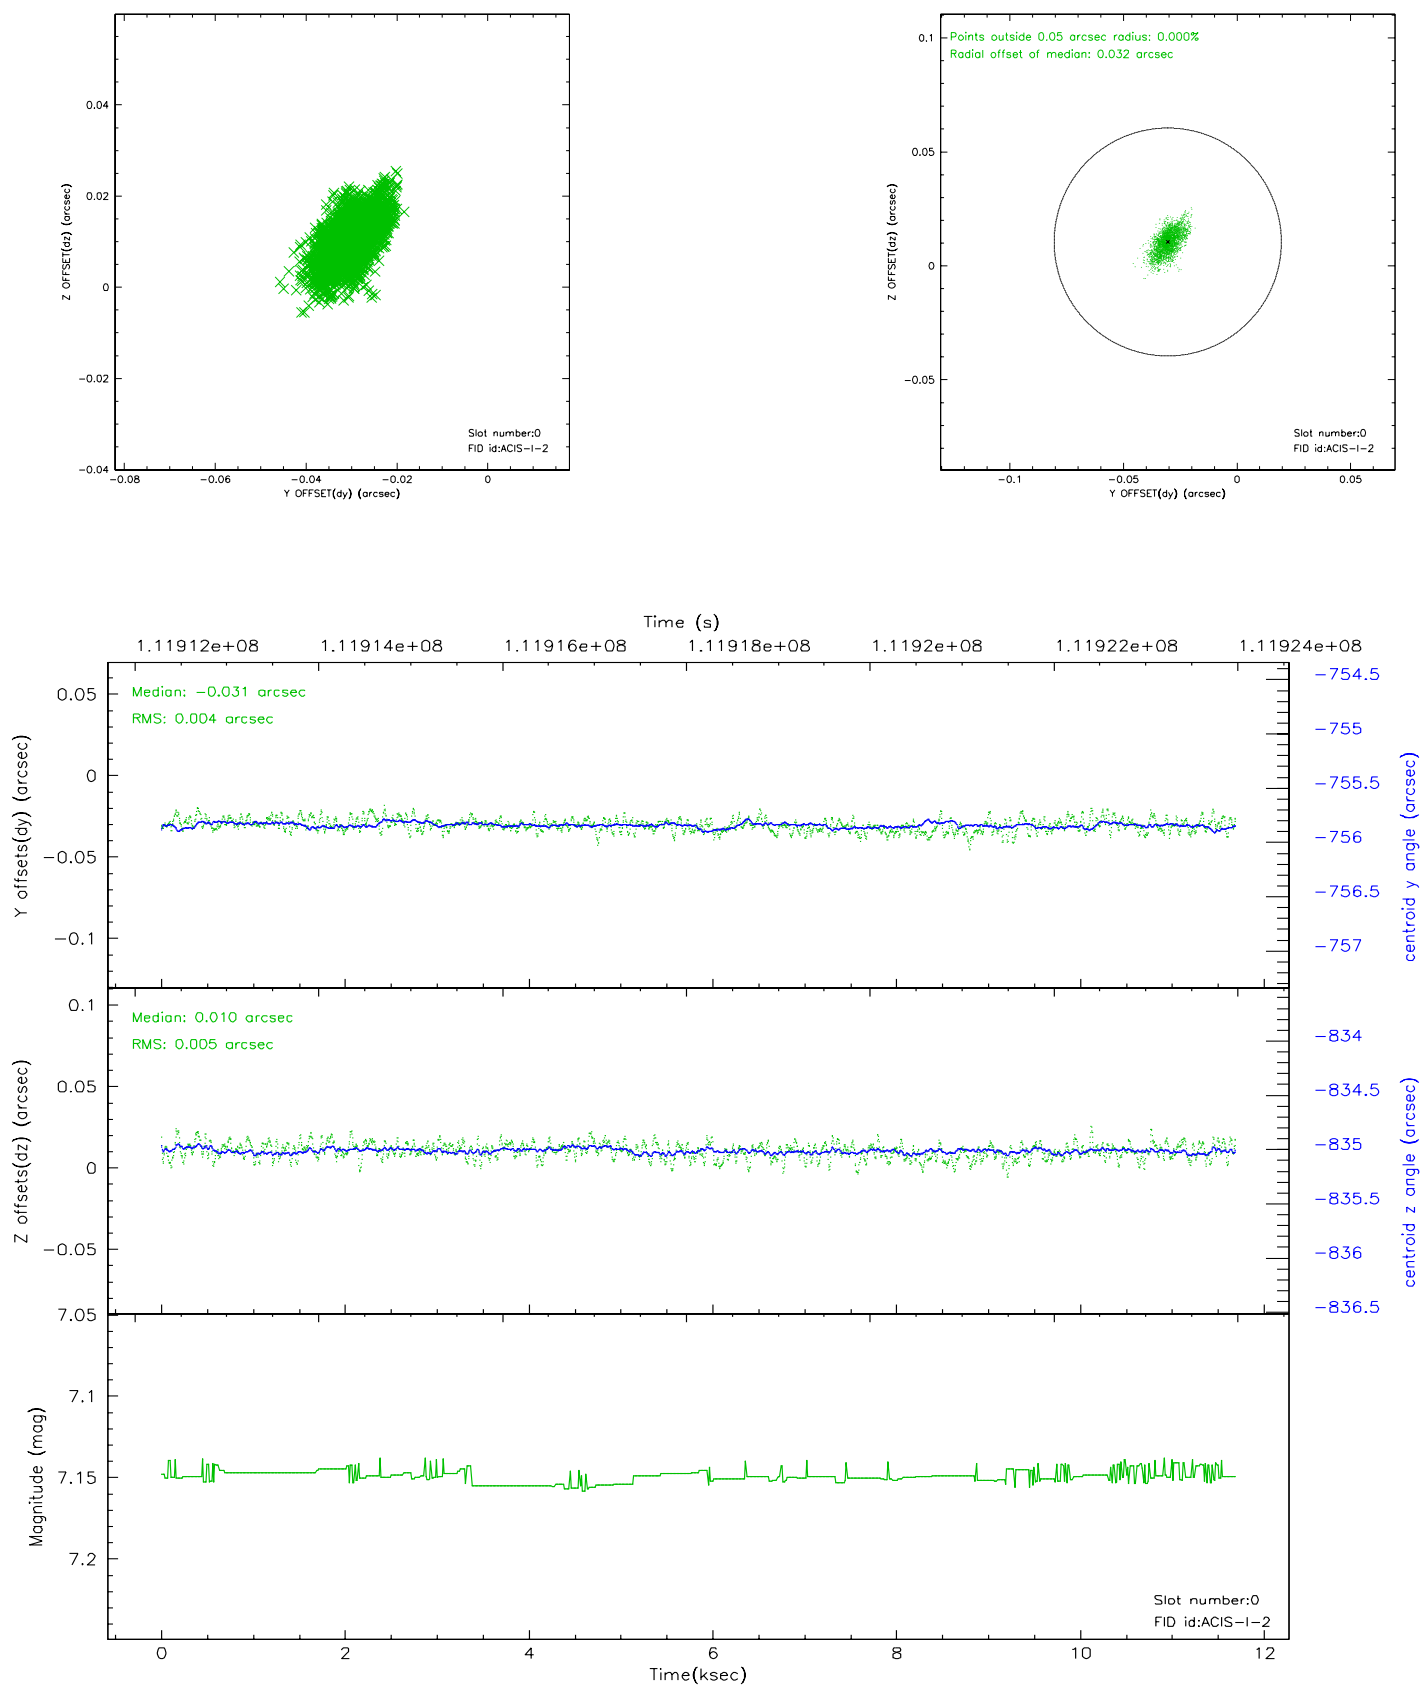 0.04
0.02
0
-0.02
-0.04
-0.08
-0.06
-0.04
-0.02
0
Z OFFSET(dz) (arcsec)
Y OFFSET(dy) (arcsec)
Slot number:0
FID id:ACIS-I-2
Points outside 0.05 arcsec radius: 0.000%
Radial offset of median: 0.032 arcsec
0.1
0.05
0
-0.05
-0.1
-0.05
0
0.05
Z OFFSET(dz) (arcsec)
Y OFFSET(dy) (arcsec)
Slot number:0
FID id:ACIS-I-2
Time (s)
1.11912e+08
1.11914e+08
1.11916e+08
1.11918e+08
1.1192e+08
1.11922e+08
1.11924e+08
Median: -0.031 arcsec
RMS: 0.004 arcsec
0.05
0
-0.05
-0.1
Y offsets(dy) (arcsec)
-754.5
-755
-755.5
-756
-756.5
-757
centroid y angle (arcsec)
Median: 0.010 arcsec
RMS: 0.005 arcsec
0.1
0.05
0
-0.05
Z offsets(dz) (arcsec)
-834
-834.5
-835
-835.5
-836
-836.5
centroid z angle (arcsec)
7.05
7.1
7.15
7.2
Magnitude (mag)
Slot number:0
FID id:ACIS-I-2
0
2
4
6
8
10
12
Time(ksec)